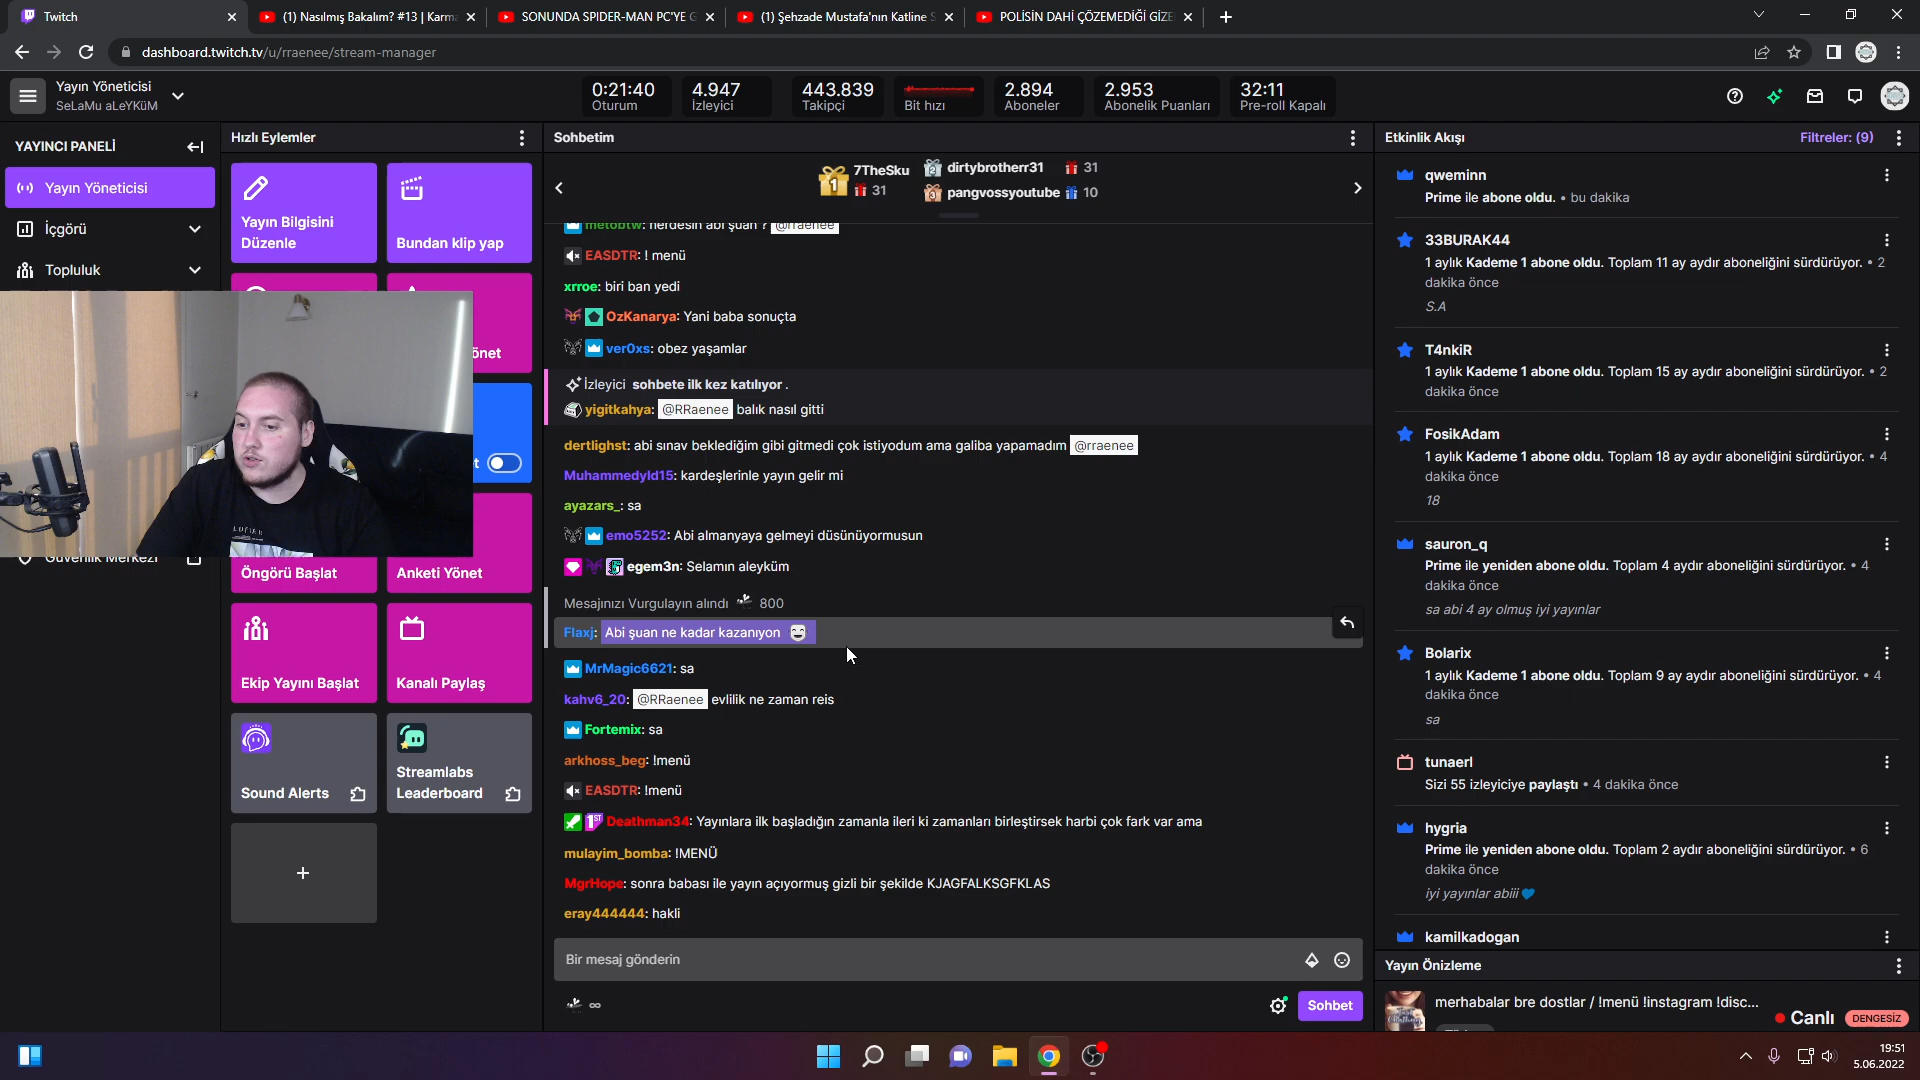 Twitch
(1) Nasılmış Bakalım? #13 | Karma
SONUNDA SPIDER-MAN PC'YE G
(1) Şehzade Mustafa'nın Katline S
POLİSİN DAHİ ÇÖZEMEDİĞİ GİZE
dashboard.twitch.tv/u/rraenee/stream-manager
Yayın Yöneticisi
SeLaMu aLeYKüM
0:21:40
Oturum
4.947
İzleyici
443.839
Takipçi
Bit hızı
2.894
Aboneler
2.953
Abonelik Puanları
32:11
Pre-roll Kapalı
YAYINCI PANELİ
Yayın Yöneticisi
İçgörü
Topluluk
Güvenlik Merkezi
Hızlı Eylemler
Yayın Bilgisini
Düzenle
Bundan klip yap
önet
t
Öngörü Başlat
Anketi Yönet
Ekip Yayını Başlat
Kanalı Paylaş
Sound Alerts
Streamlabs
Leaderboard
+
Sohbetim
1 7TheSku
31
2 dirtybrotherr31 31
3 pangvossyoutube 10
metobtw: nerdesin abi şuan ? @rraenee
EASDTR: ! menü
xrroe: biri ban yedi
OzKanarya: Yani baba sonuçta
ver0xs: obez yaşamlar
İzleyici sohbete ilk kez katılıyor .
yigitkahya: @RRaenee balık nasıl gitti
dertlighst: abi sınav beklediğim gibi gitmedi çok istiyodum ama galiba yapamadım @rraenee
Muhammedyld15: kardeşlerinle yayın gelir mi
ayazars_: sa
emo5252: Abi almanyaya gelmeyi düsünüyormusun
egem3n: Selamın aleyküm
Mesajınızı Vurgulayın alındı 800
Flaxj: Abi şuan ne kadar kazanıyon
MrMagic6621: sa
kahv6_20: @RRaenee evlilik ne zaman reis
Fortemix: sa
arkhoss_beg: !menü
EASDTR: !menü
1ST Deathman34: Yayınlara ilk başladığın zamanla ileri ki zamanları birleştirsek harbi çok fark var ama
mulayim_bomba: !MENÜ
MgrHope: sonra babası ile yayın açıyormuş gizli bir şekilde KJAGFALKSGFKLAS
eray444444: hakli
Bir mesaj gönderin
∞
Sohbet
Etkinlik Akışı
Filtreler: (9)
qweminn
Prime ile abone oldu. • bu dakika
33BURAK44
1 aylık Kademe 1 abone oldu. Toplam 11 ay aydır aboneliğini sürdürüyor. • 2
dakika önce
S.A
T4nkiR
1 aylık Kademe 1 abone oldu. Toplam 15 ay aydır aboneliğini sürdürüyor. • 2
dakika önce
FosikAdam
1 aylık Kademe 1 abone oldu. Toplam 18 ay aydır aboneliğini sürdürüyor. • 4
dakika önce
18
sauron_q
Prime ile yeniden abone oldu. Toplam 4 aydır aboneliğini sürdürüyor. • 4
dakika önce
sa abi 4 ay olmuş iyi yayınlar
Bolarix
1 aylık Kademe 1 abone oldu. Toplam 9 ay aydır aboneliğini sürdürüyor. • 4
dakika önce
sa
tunaerl
Sizi 55 izleyiciye paylaştı • 4 dakika önce
hygria
Prime ile yeniden abone oldu. Toplam 2 aydır aboneliğini sürdürüyor. • 6
dakika önce
iyi yayınlar abiii
kamilkadogan
Yayın Önizleme
merhabalar bre dostlar / !menü !instagram !disc...
Canlı
DENGESİZ
19:51
5.06.2022